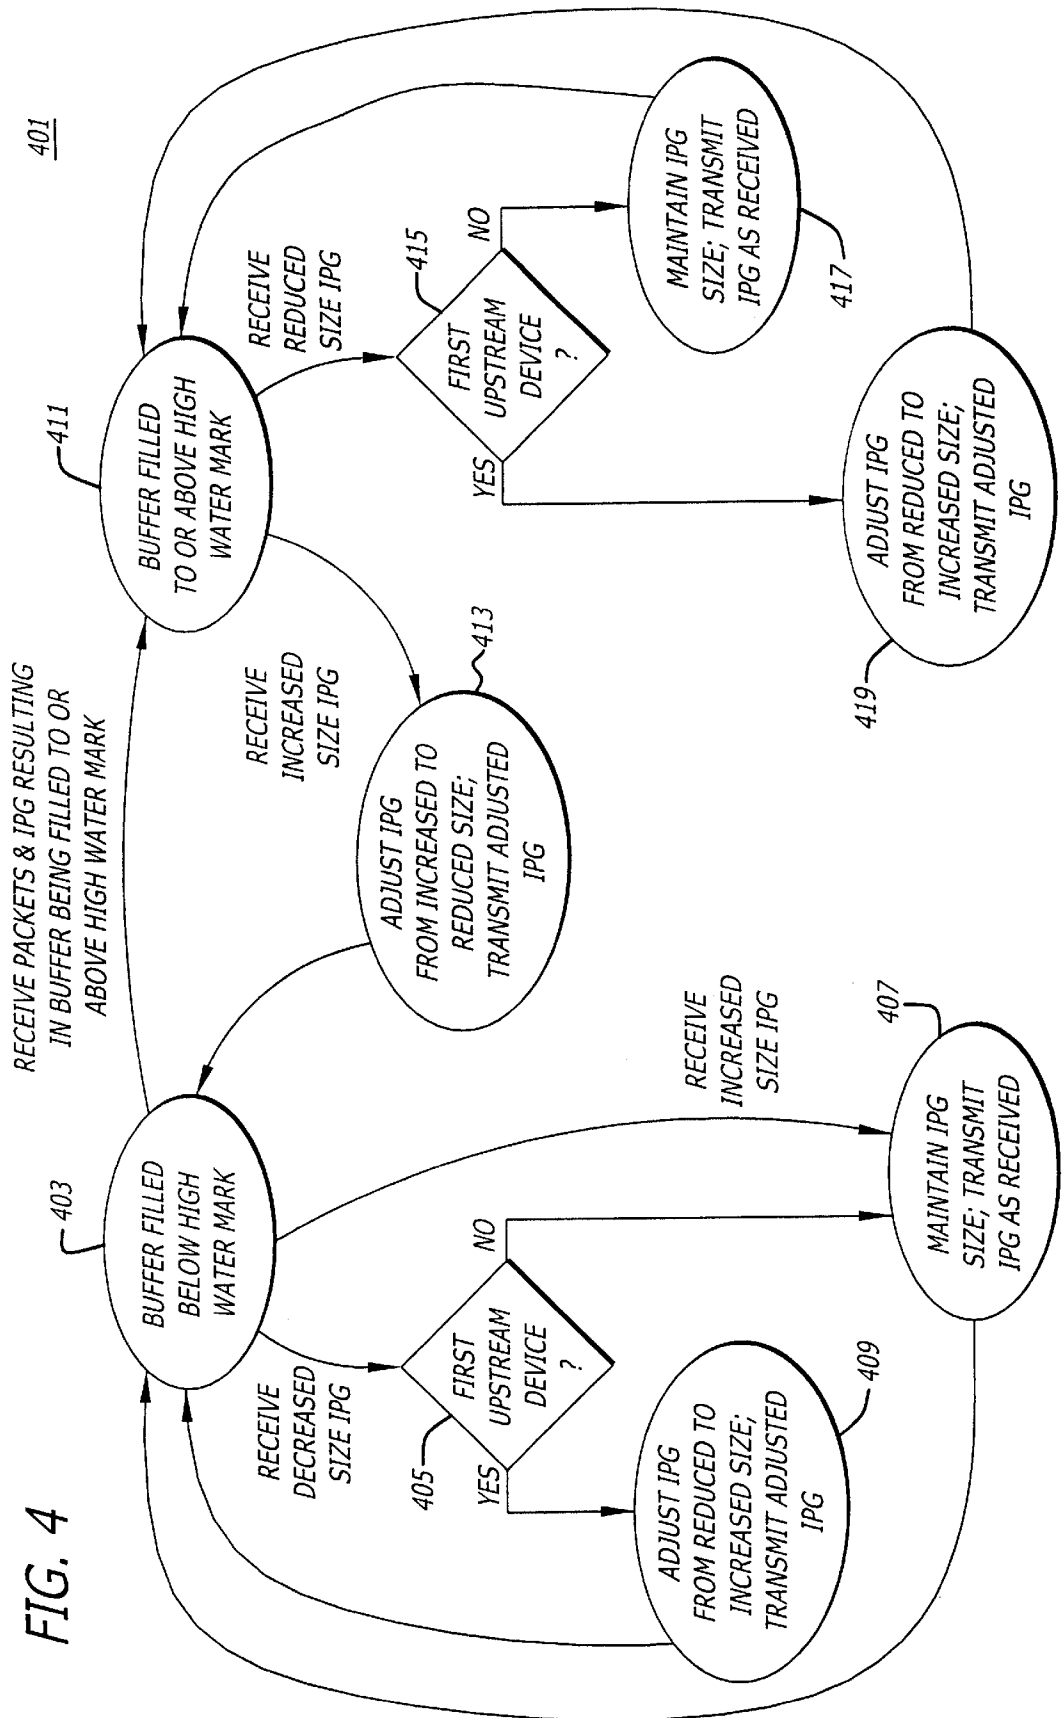 FIG. 4
401
RECEIVE PACKETS & IPG RESULTING
IN BUFFER BEING FILLED TO OR
ABOVE HIGH WATER MARK
403
BUFFER FILLED
BELOW HIGH
WATER MARK
411
BUFFER FILLED
TO OR ABOVE HIGH
WATER MARK
RECEIVE
DECREASED
SIZE IPG
RECEIVE
INCREASED
SIZE IPG
RECEIVE
REDUCED
SIZE IPG
405
FIRST
UPSTREAM
DEVICE
?
YES
NO
413
ADJUST IPG
FROM INCREASED TO
REDUCED SIZE;
TRANSMIT ADJUSTED
IPG
415
FIRST
UPSTREAM
DEVICE
?
YES
NO
409
ADJUST IPG
FROM REDUCED TO
INCREASED SIZE;
TRANSMIT ADJUSTED
IPG
RECEIVE
INCREASED
SIZE IPG
407
MAINTAIN IPG
SIZE; TRANSMIT
IPG AS RECEIVED
MAINTAIN IPG
SIZE; TRANSMIT
IPG AS RECEIVED
417
419
ADJUST IPG
FROM REDUCED TO
INCREASED SIZE;
TRANSMIT ADJUSTED
IPG